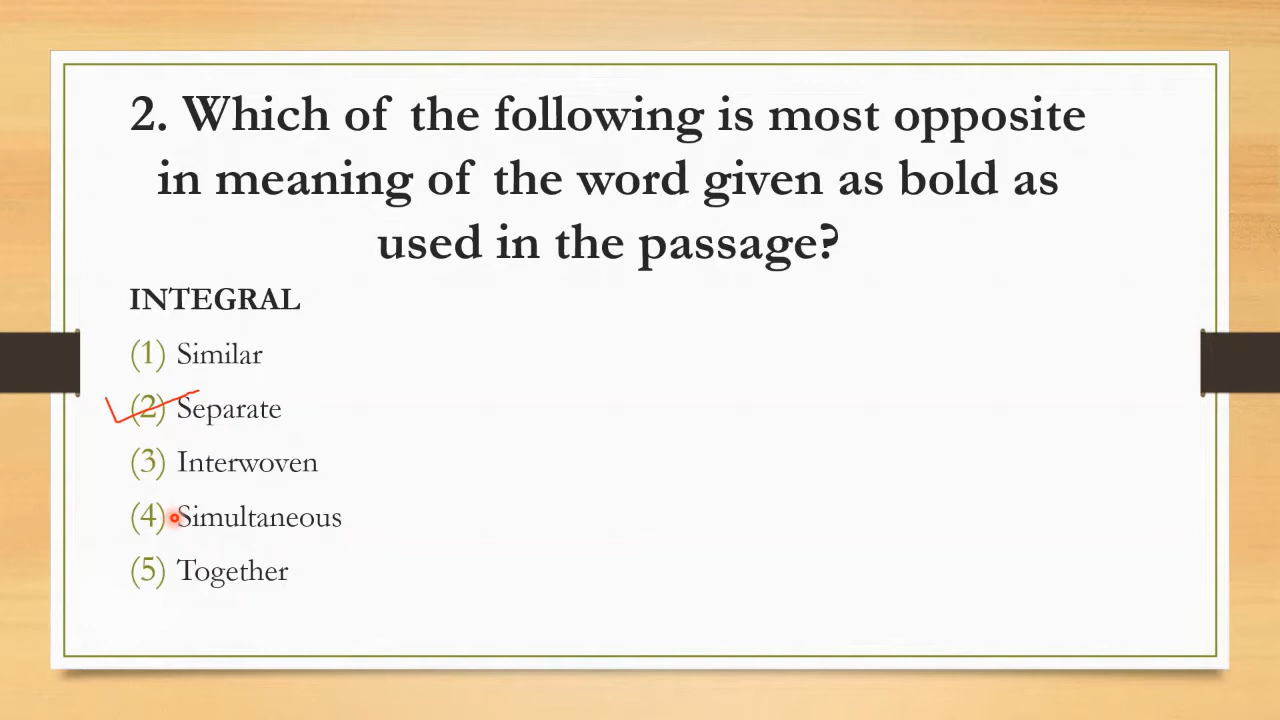 2. Which of the following is most opposite
in meaning of the word given as bold as
used in the passage?
INTEGRAL
(1) Similar
(2) Separate
(3) Interwoven
(4) Simultaneous
(5) Together